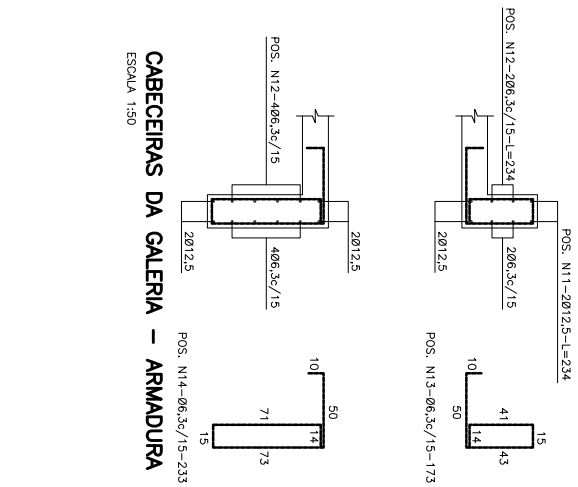 POS. N12-2Ø6,3c/15-L=234
POS. N11-2Ø12,5-L=234
2Ø6,3c/15
2Ø12,5
10
50
41
43
14
15
POS. N13-Ø6,3c/15-173
POS. N12-4Ø6,3c/15
4Ø6,3c/15
2Ø12,5
2Ø12,5
10
50
71
73
14
15
POS. N14-Ø6,3c/15-233
CABECEIRAS DA GALERIA - ARMADURA
ESCALA 1:50